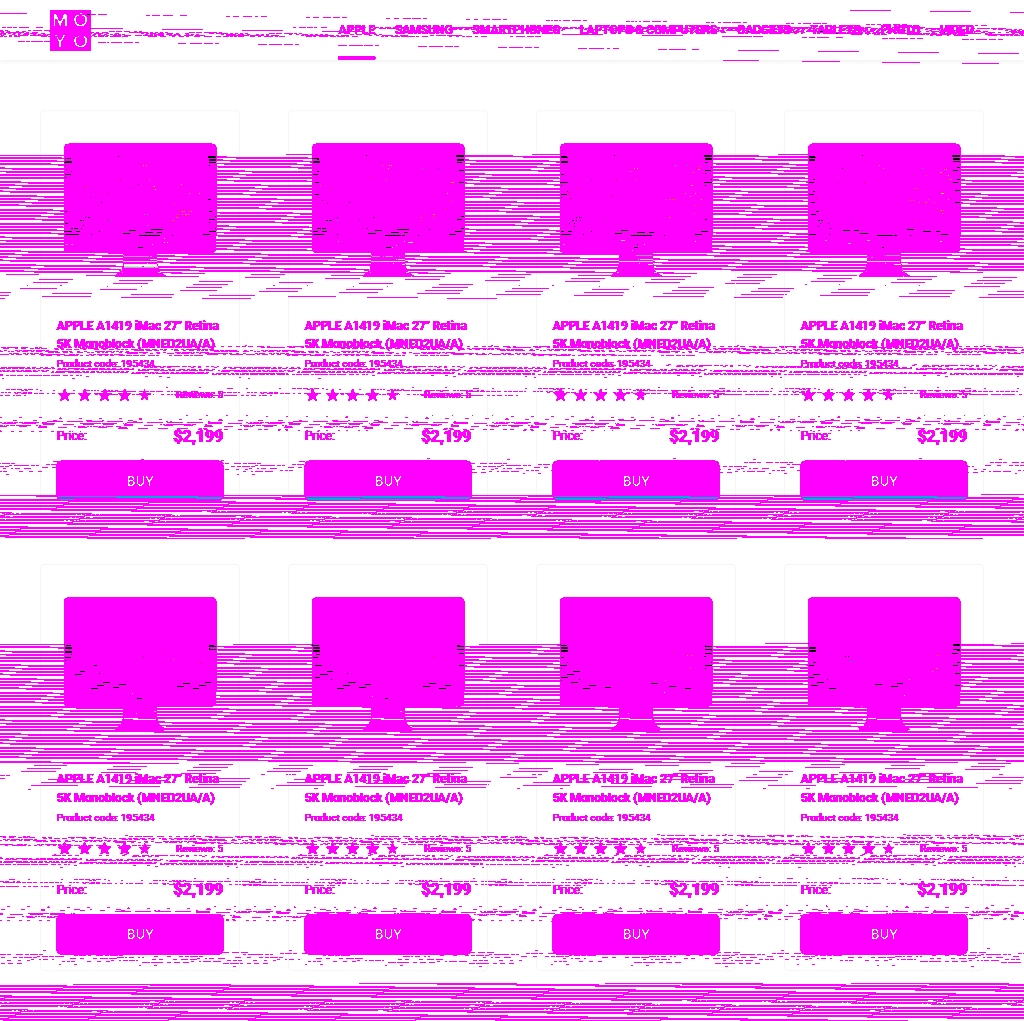 MO
YO
APPLE SAMSUNG SMARTPHONES LAPTOPS & COMPUTERS GADGETS TABLETS PHOTO VIDEO
APPLE A1419 iMac 27" Retina
5K Monoblock (MNED2UA/A)
Product code: 195434
Reviews: 5
Price: $2,199
BUY
APPLE A1419 iMac 27" Retina
5K Monoblock (MNED2UA/A)
Product code: 195434
Reviews: 5
Price: $2,199
BUY
APPLE A1419 iMac 27" Retina
5K Monoblock (MNED2UA/A)
Product code: 195434
Reviews: 5
Price: $2,199
BUY
APPLE A1419 iMac 27" Retina
5K Monoblock (MNED2UA/A)
Product code: 195434
Reviews: 5
Price: $2,199
BUY
APPLE A1419 iMac 27" Retina
5K Monoblock (MNED2UA/A)
Product code: 195434
Reviews: 5
Price: $2,199
BUY
APPLE A1419 iMac 27" Retina
5K Monoblock (MNED2UA/A)
Product code: 195434
Reviews: 5
Price: $2,199
BUY
APPLE A1419 iMac 27" Retina
5K Monoblock (MNED2UA/A)
Product code: 195434
Reviews: 5
Price: $2,199
BUY
APPLE A1419 iMac 27" Retina
5K Monoblock (MNED2UA/A)
Product code: 195434
Reviews: 5
Price: $2,199
BUY